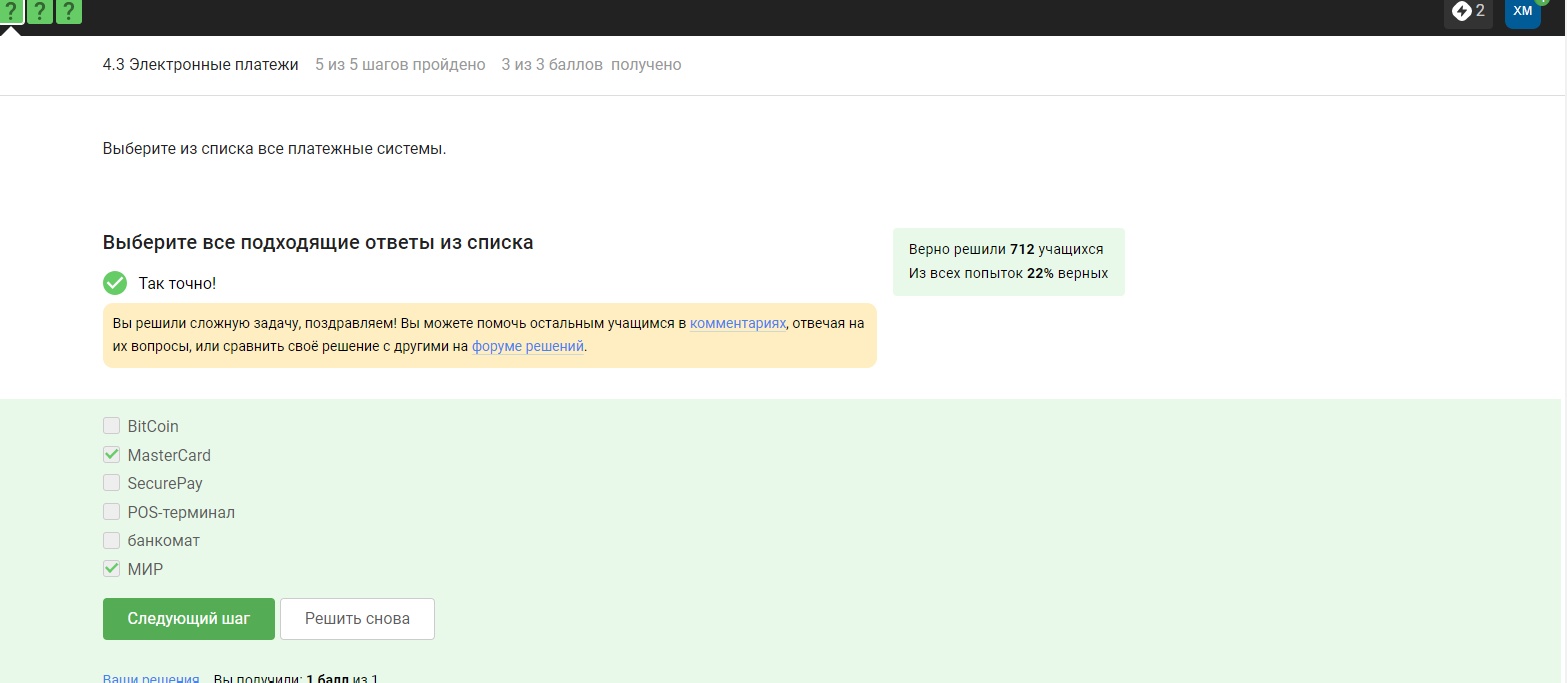 ? ? ?
2
ХМ
4.3 Электронные платежи 5 из 5 шагов пройдено 3 из 3 баллов получено
Выберите из списка все платежные системы.
Выберите все подходящие ответы из списка
Верно решили 712 учащихся
Из всех попыток 22% верных
Так точно!
Вы решили сложную задачу, поздравляем! Вы можете помочь остальным учащимся в комментариях, отвечая на
их вопросы, или сравнить своё решение с другими на форуме решений.
BitCoin
MasterCard
SecurePay
POS-терминал
банкомат
МИР
Следующий шаг Решить снова
Ваши решения Вы получили: 1 балл из 1